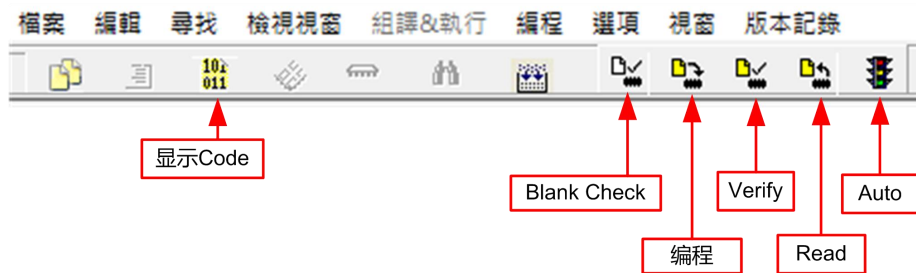 檔案 編輯 尋找 檢視視窗 組譯&執行 編程 選項 視窗 版本記錄
101
011
显示Code
Blank Check
Verify
Auto
编程
Read